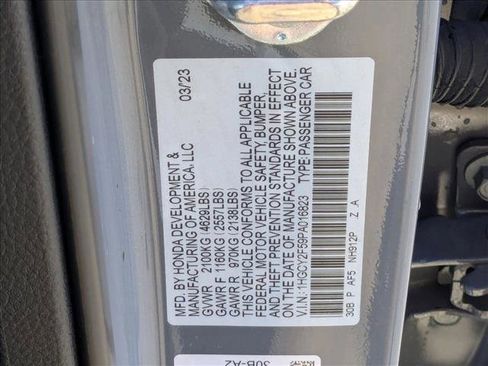 MFD. BY HONDA DEVELOPMENT & 03/23
MANUFACTURING OF AMERICA, LLC
GVWR 2100KG(4629LBS)
GAWR F 1160KG(2557LBS)
GAWR R 970KG(2138LBS)
THIS VEHICLE CONFORMS TO ALL APPLICABLE
FEDERAL MOTOR VEHICLE SAFETY, BUMPER,
AND THEFT PREVENTION STANDARDS IN EFFECT
ON THE DATE OF MANUFACTURE SHOWN ABOVE.
V.I.N.:1HGCY2F59PA016823 TYPE:PASSENGER CAR
30B P AF5 NH912P Z A
30B-A2